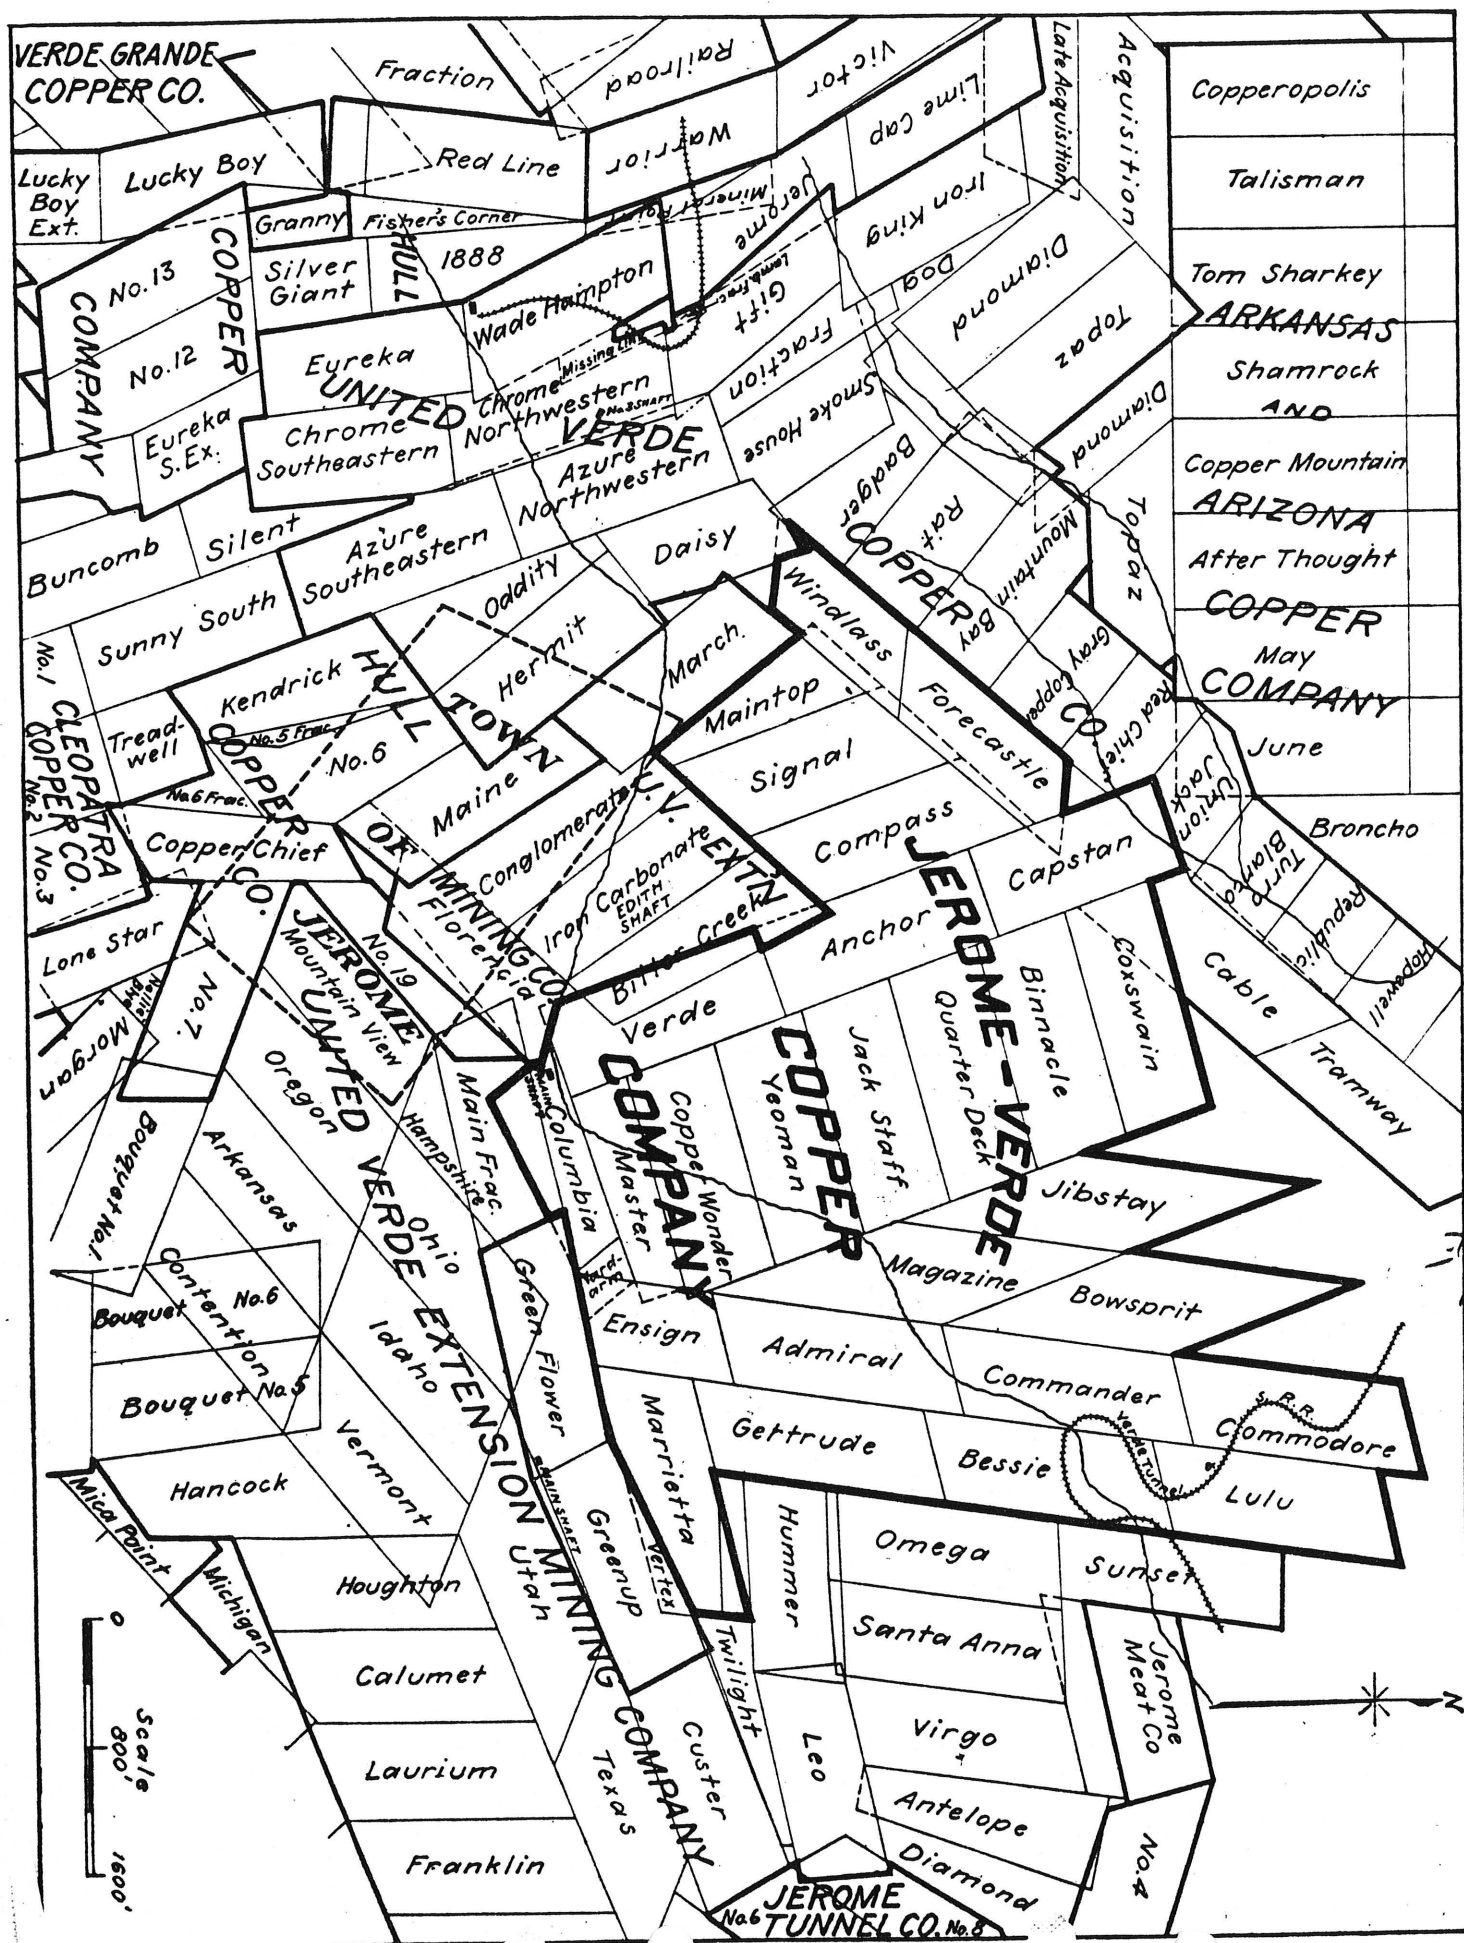 VERDE GRANDE
COPPER CO.
Fraction
Railroad
Victor
Late Acquisition
Acquisition
Copperopolis
Lucky
Boy
Ext.
Lucky Boy
Red Line
Warrior
Lime Cap
Talisman
Granny
Fisher's Corner
Mineral Point
Jerome
Iron King
No. 13
COPPER
Silver
Giant
HULL
1888
Wade Hampton
Lamb Frac.
Gift
Dog
Diamond
Tom Sharkey
ARKANSAS
COMPANY
No. 12
Eureka
UNITED
Missing Link
Chrome
Northwestern
No. 3 SHAFT
VERDE
Fraction
Smoke House
Topaz
Shamrock
AND
Diamond
Eureka
S. Ex.
Chrome
Southeastern
Azure
Northwestern
Badger
Copper Mountain
ARIZONA
Buncomb
Silent
Azure
Southeastern
Daisy
COPPER
Rait
Mountain
Topaz
After Thought
COPPER
Sunny South
Oddity
Windlass
Bay
May
COMPANY
No. 1
CLEOPATRA
COPPER CO.
No. 2
No. 3
Kendrick
HULL
Hermit
March
Maintop
Forecastle
Gray Copper
CO.
Red Chief
June
Tread-
well
No. 5 Frac.
COPPER
No. 6
TOWN
Signal
Union
Jack
No. 6 Frac.
Maine
U.V. EXT'N
Compass
Broncho
Copper Chief
CO.
OF
Conglomerate
MINING CO.
Iron Carbonate
EDITH
SHAFT
JEROME-VERDE
Capstan
Turp
Blanco
Republic
Hopewell
Lone Star
JEROME
Mountain View
No. 19
Florencia
Bitter Creek
Anchor
Coxswain
Cable
Nellie
Bly
Morgan
No. 7.
UNITED
Verde
Binnacle
Quarter Deck
Tramway
Oregon
Main Frac.
MAIN
SHAFT
Columbia
COMPANY
Copper Wonder
Master
COPPER
Yeoman
Jack Staff
Bouquet No. 1.
Arkansas
VERDE
Hampshire
Jibstay
Ohio
Yard-
arm
Magazine
Bowsprit
Bouquet No. 6
Contention
EXTENSION
Green Flower
Ensign
Admiral
Commander
Bouquet No. 5
Idaho
Marrietta
Gertrude
Bessie
S. R.R.
Verde Tunnel &
Commodore
Hancock
Vermont
MAIN SHAFT
Lulu
Mica Point
MINING
Greenup
Vertex
Hummer
Omega
Sunset
Michigan
Houghton
Utah
Santa Anna
Jerome
Meat Co
0
Calumet
Twilight
Virgo
N
Scale
800',
1600'.
Laurium
COMPANY
Custer
Texas
Leo
Antelope
Franklin
Diamond
No. 4
JEROME
No. 6 TUNNEL CO. No. 8